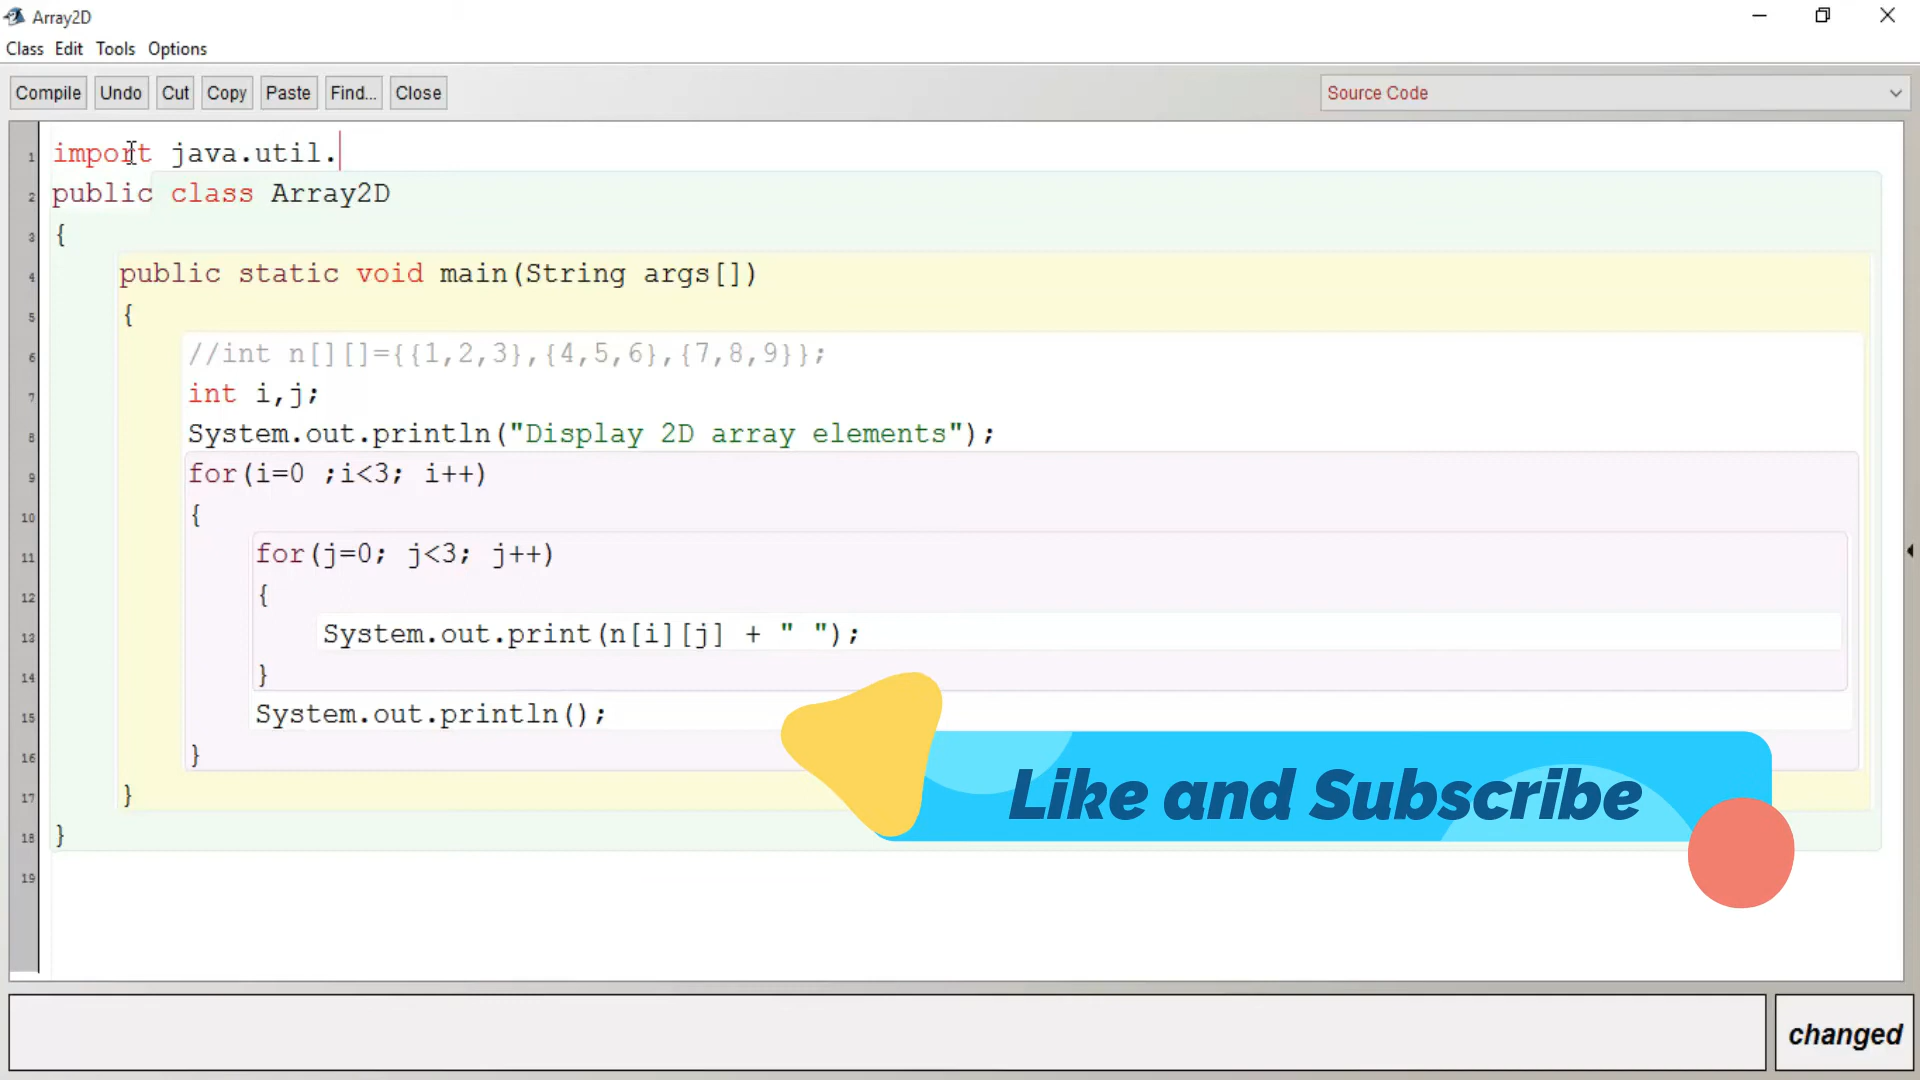 Array2D
Class Edit Tools Options
Compile Undo Cut Copy Paste Find... Close Source Code
1 import java.util.
2 public class Array2D
3 {
4 public static void main(String args[])
5 {
6 //int n[][]={{1,2,3},{4,5,6},{7,8,9}};
7 int i,j;
8 System.out.println("Display 2D array elements");
9 for(i=0 ;i<3; i++)
10 {
11 for(j=0; j<3; j++)
12 {
13 System.out.print(n[i][j] + " ");
14 }
15 System.out.println();
16 }
17 }
18 }
19
Like and Subscribe
changed